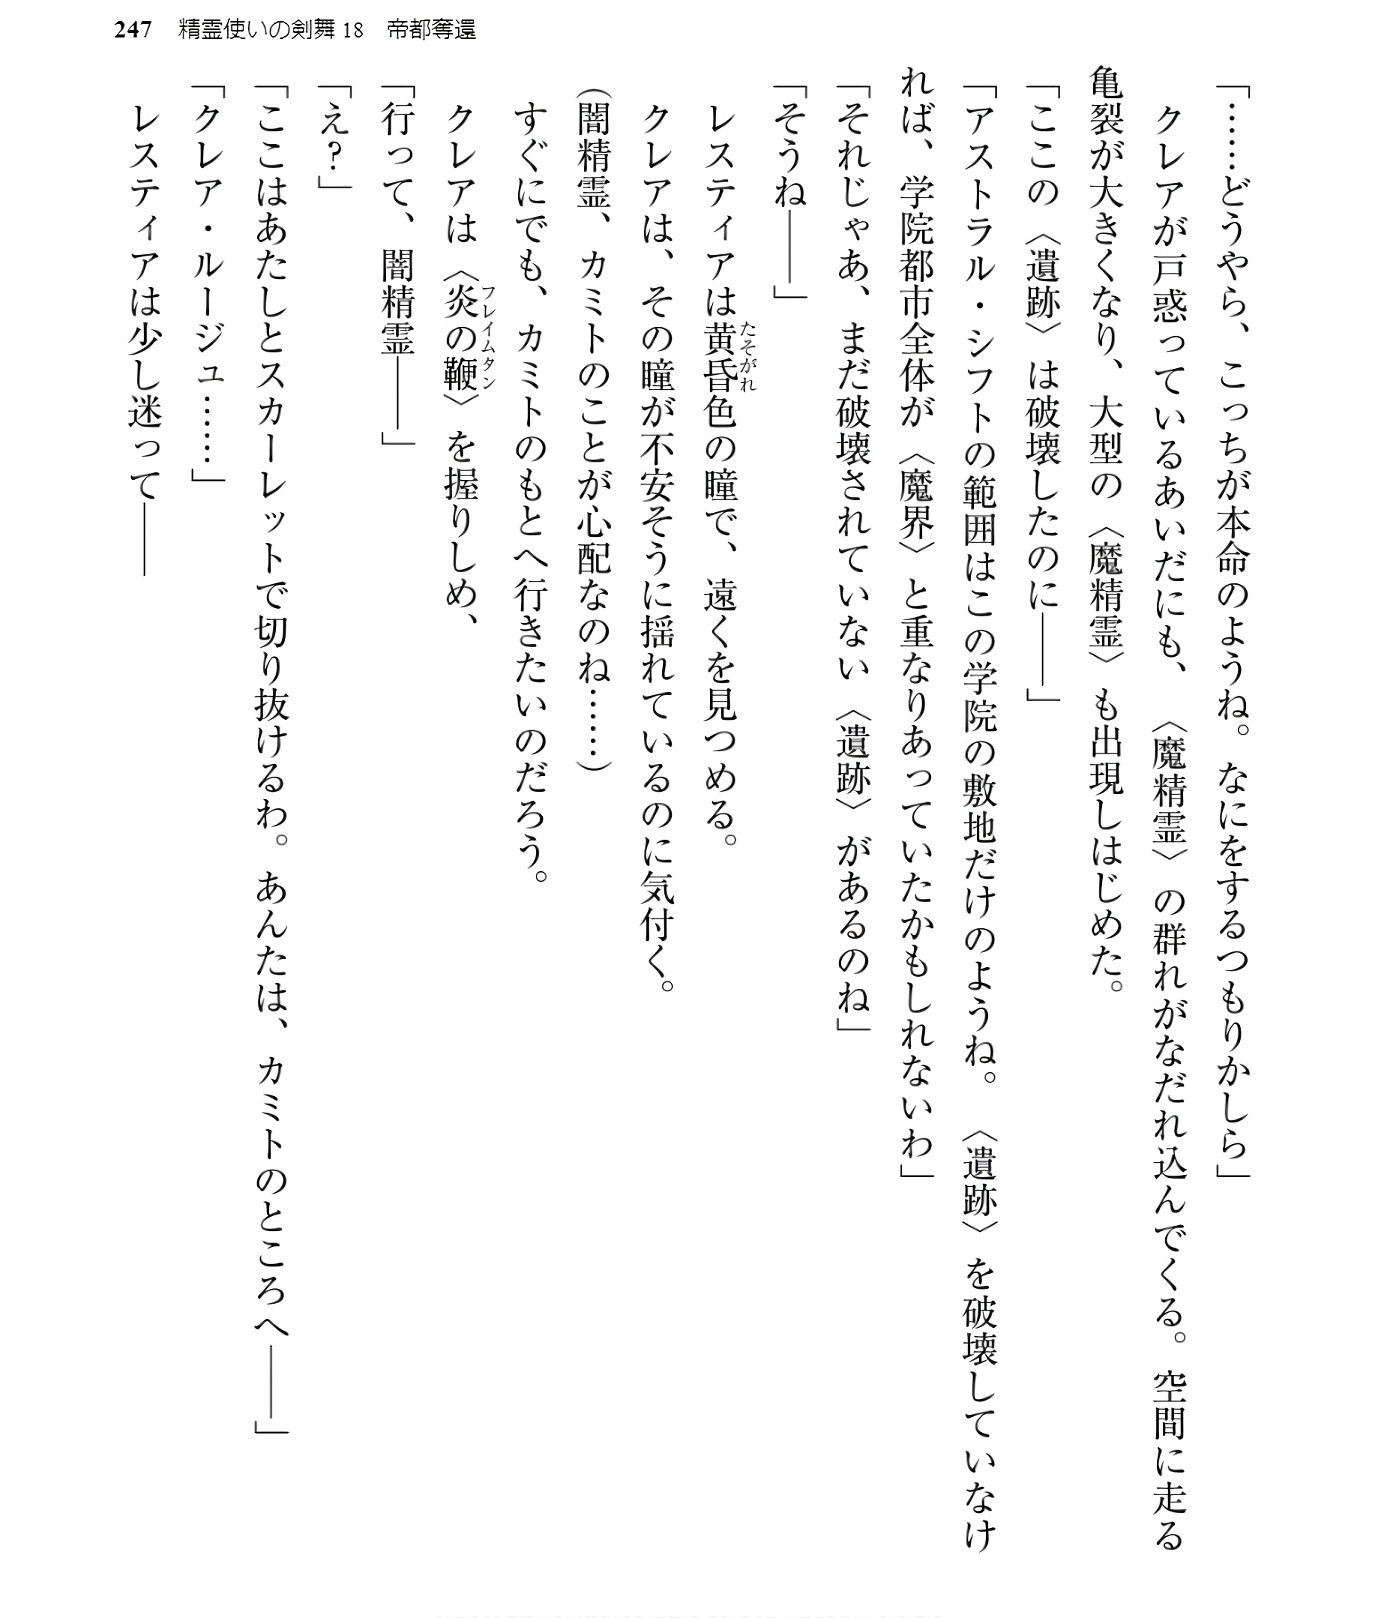 247 精霊使いの剣舞18 帝都奪還
「……どうやら、こっちが本命のようね。なにをするつもりかしら」
　クレアが戸惑っているあいだにも、〈魔精霊〉の群れがなだれ込んでくる。空間に走る
亀裂が大きくなり、大型の〈魔精霊〉も出現しはじめた。
「ここの〈遺跡〉は破壊したのに――」
「アストラル・シフトの範囲はこの学院の敷地だけのようね。〈遺跡〉を破壊していなけ
れば、学院都市全体が〈魔界〉と重なりあっていたかもしれないわ」
「それじゃあ、まだ破壊されていない〈遺跡〉があるのね」
「そうね――」
　レスティアは黄昏色の瞳で、遠くを見つめる。
たそがれ
　クレアは、その瞳が不安そうに揺れているのに気付く。
（闇精霊、カミトのことが心配なのね……）
　すぐにでも、カミトのもとへ行きたいのだろう。
　クレアは〈炎の鞭〉を握りしめ、
フレイムタン
「行って、闇精霊――」
「え？」
「ここはあたしとスカーレットで切り抜けるわ。あんたは、カミトのところへ――」
「クレア・ルージュ……」
　レスティアは少し迷って――